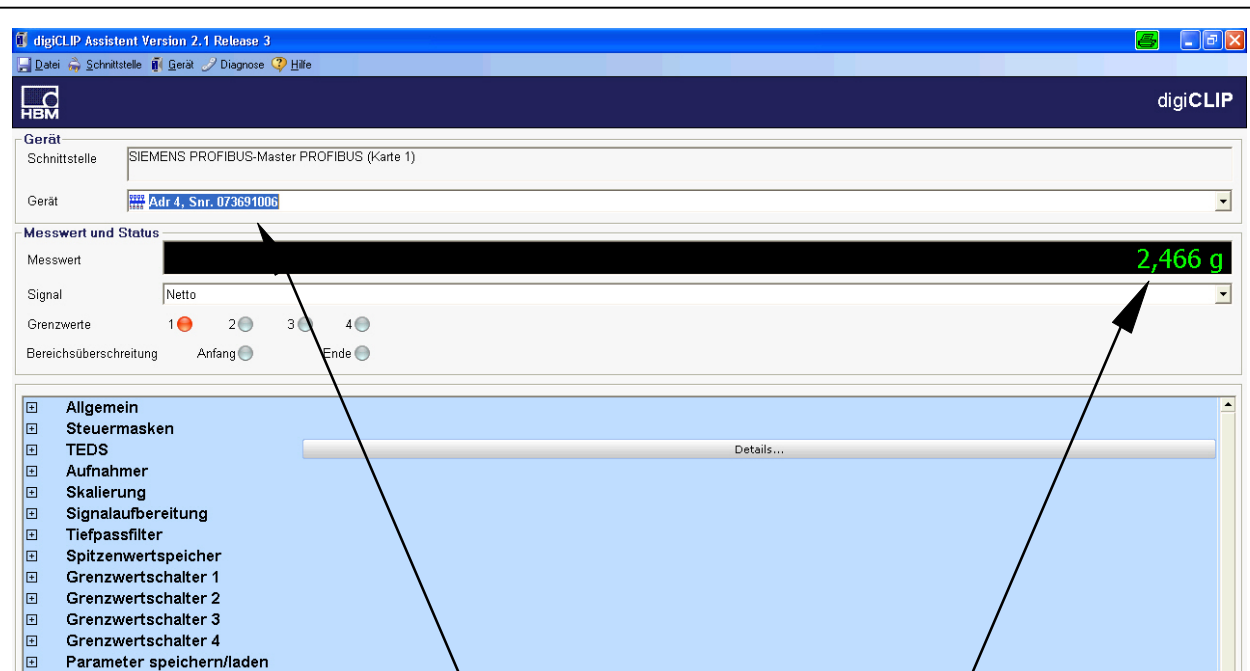 digiCLIP Assistent Version 2.1 Release 3
Datei Schnittstelle Gerät Diagnose Hilfe
HBM digiCLIP
Gerät
Schnittstelle SIEMENS PROFIBUS-Master PROFIBUS (Karte 1)
Gerät Adr 4, Snr. 073691006
Messwert und Status
Messwert 2,466 g
Signal Netto
Grenzwerte 1 2 3 4
Bereichsüberschreitung Anfang Ende
Allgemein
Steuermasken
TEDS Details...
Aufnahmer
Skalierung
Signalaufbereitung
Tiefpassfilter
Spitzenwertspeicher
Grenzwertschalter 1
Grenzwertschalter 2
Grenzwertschalter 3
Grenzwertschalter 4
Parameter speichern/laden